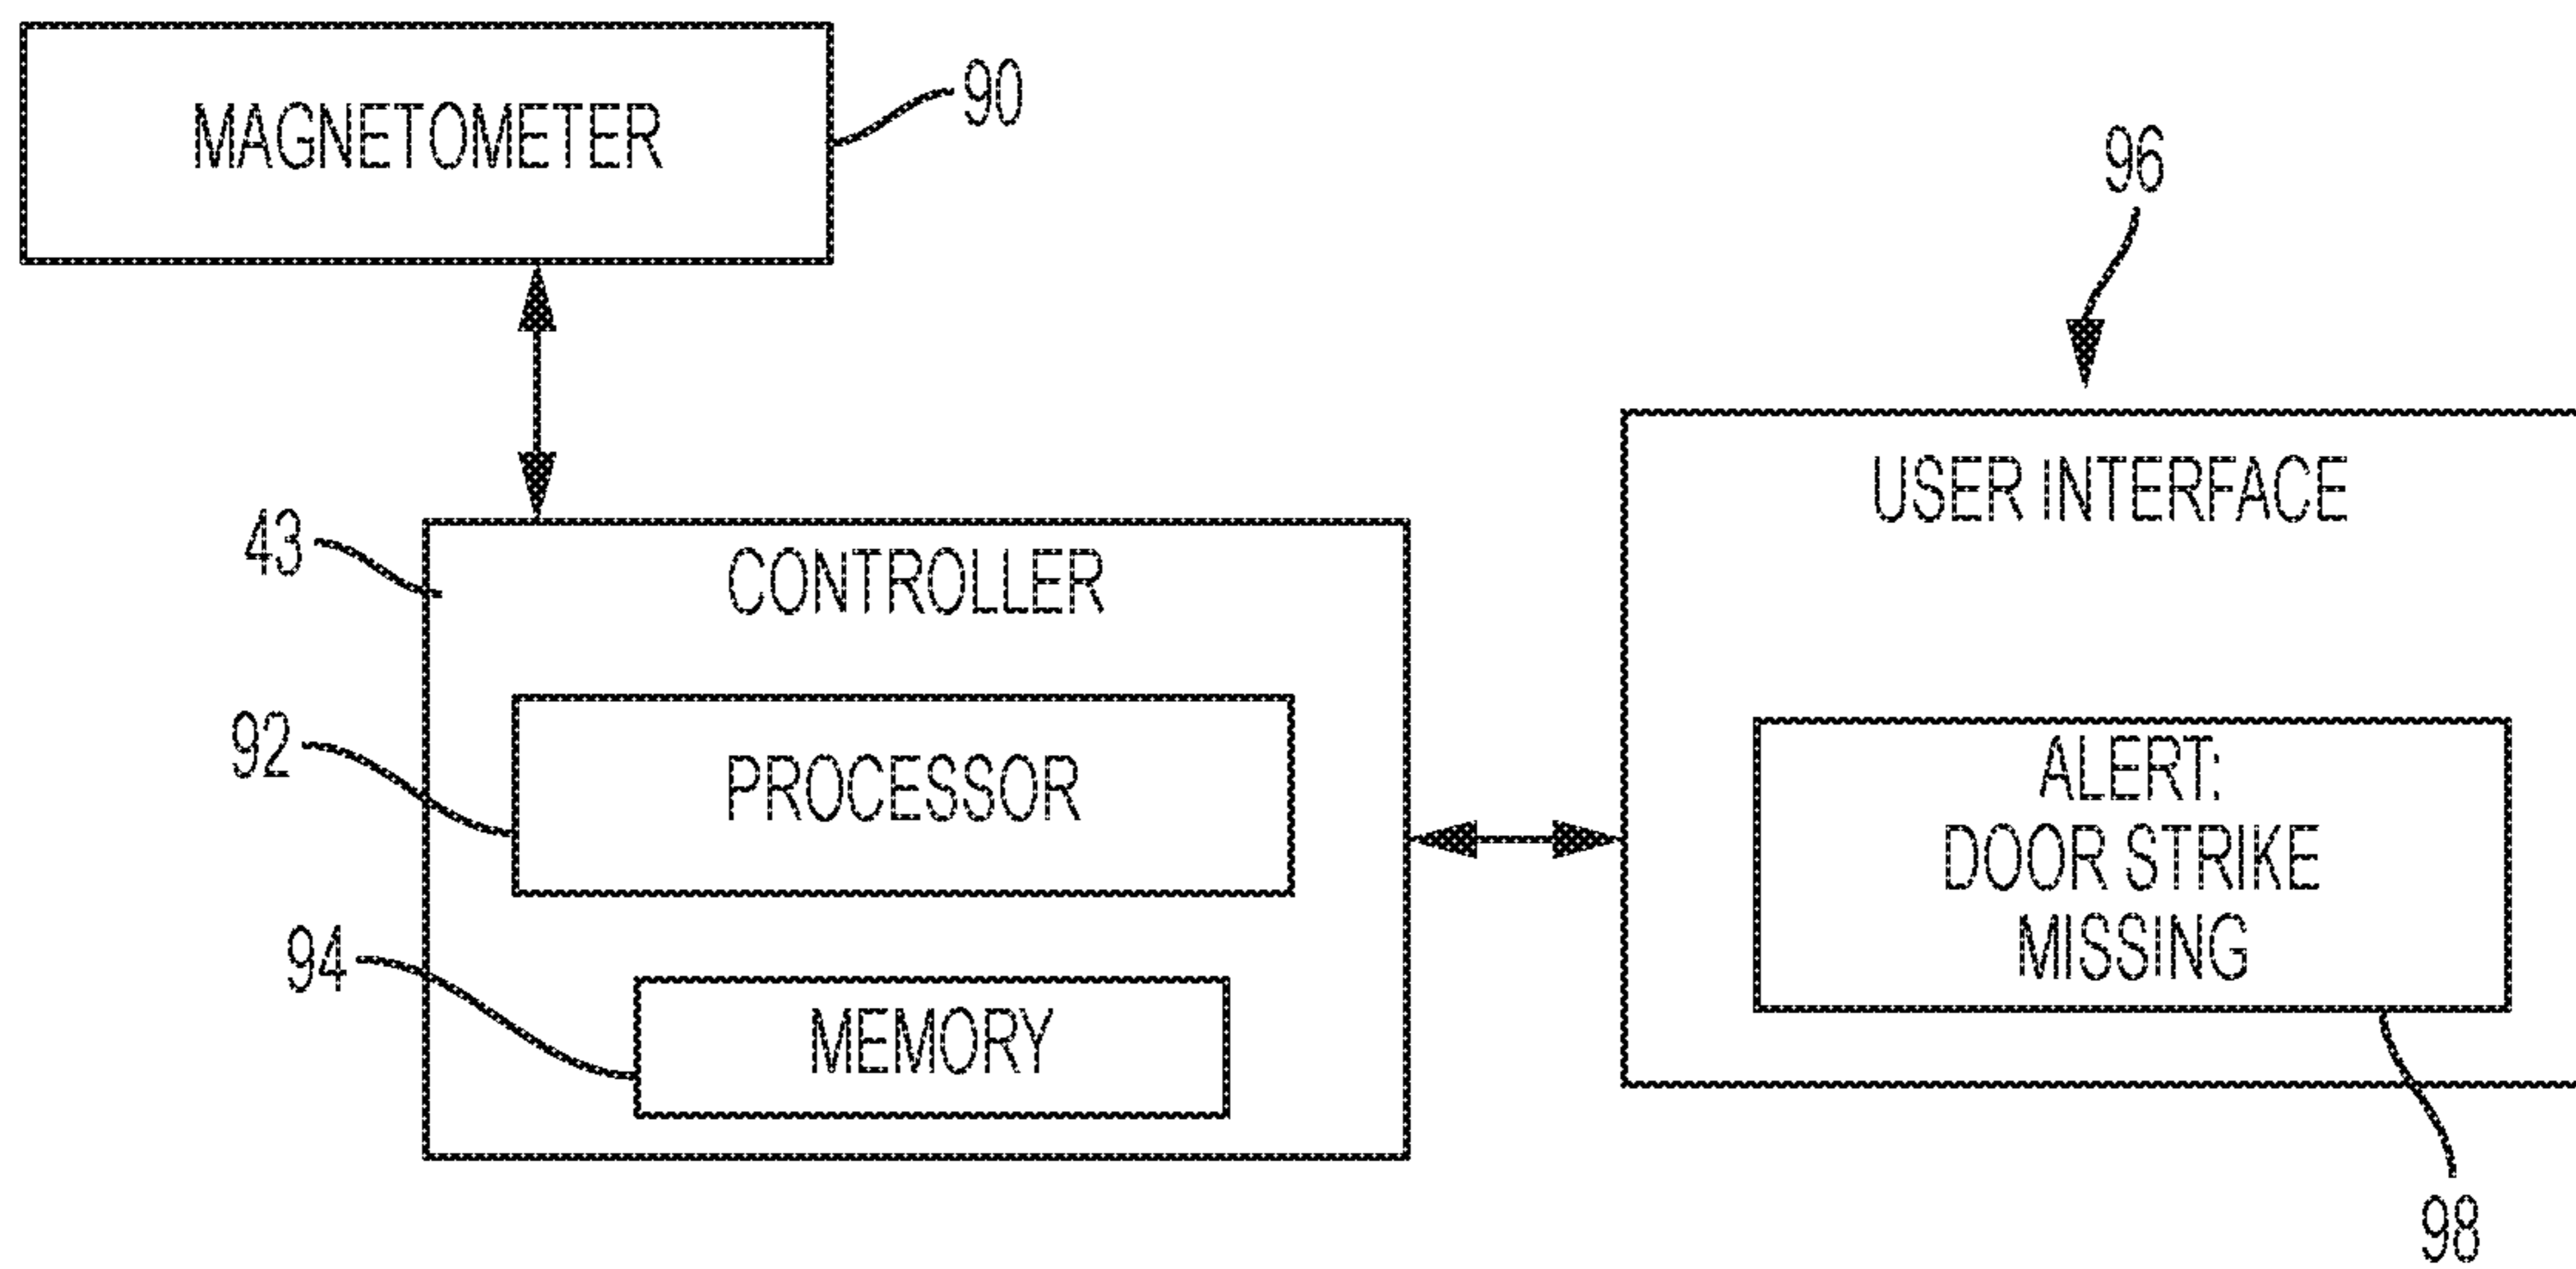 MAGNETOMETER
90
96
USER INTERFACE
43
CONTROLLER
92
PROCESSOR
ALERT:
DOOR STRIKE
MISSING
94
MEMORY
98